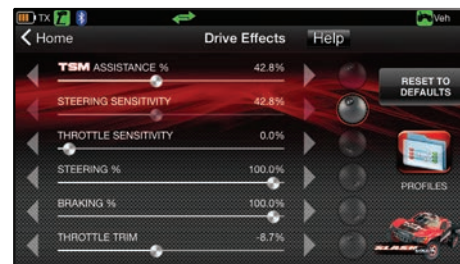 TX Veh
Home Drive Effects Help
TSM ASSISTANCE % 42.8%
RESET TO
DEFAULTS
STEERING SENSITIVITY 42.8%
THROTTLE SENSITIVITY 0.0%
STEERING % 100.0%
PROFILES
BRAKING % 100.0%
THROTTLE TRIM -8.7%
SLASH